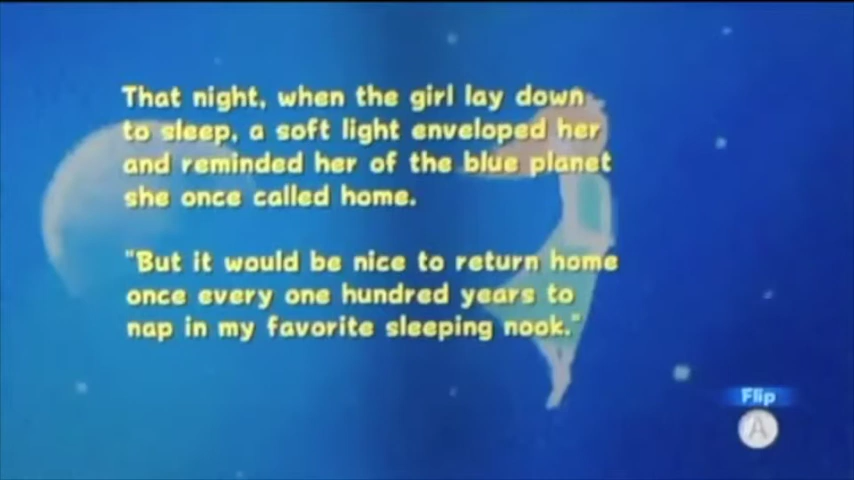 That night, when the girl lay down
to sleep, a soft light enveloped her
and reminded her of the blue planet
she once called home.
"But it would be nice to return home
once every one hundred years to
nap in my favorite sleeping nook."
Flip
A